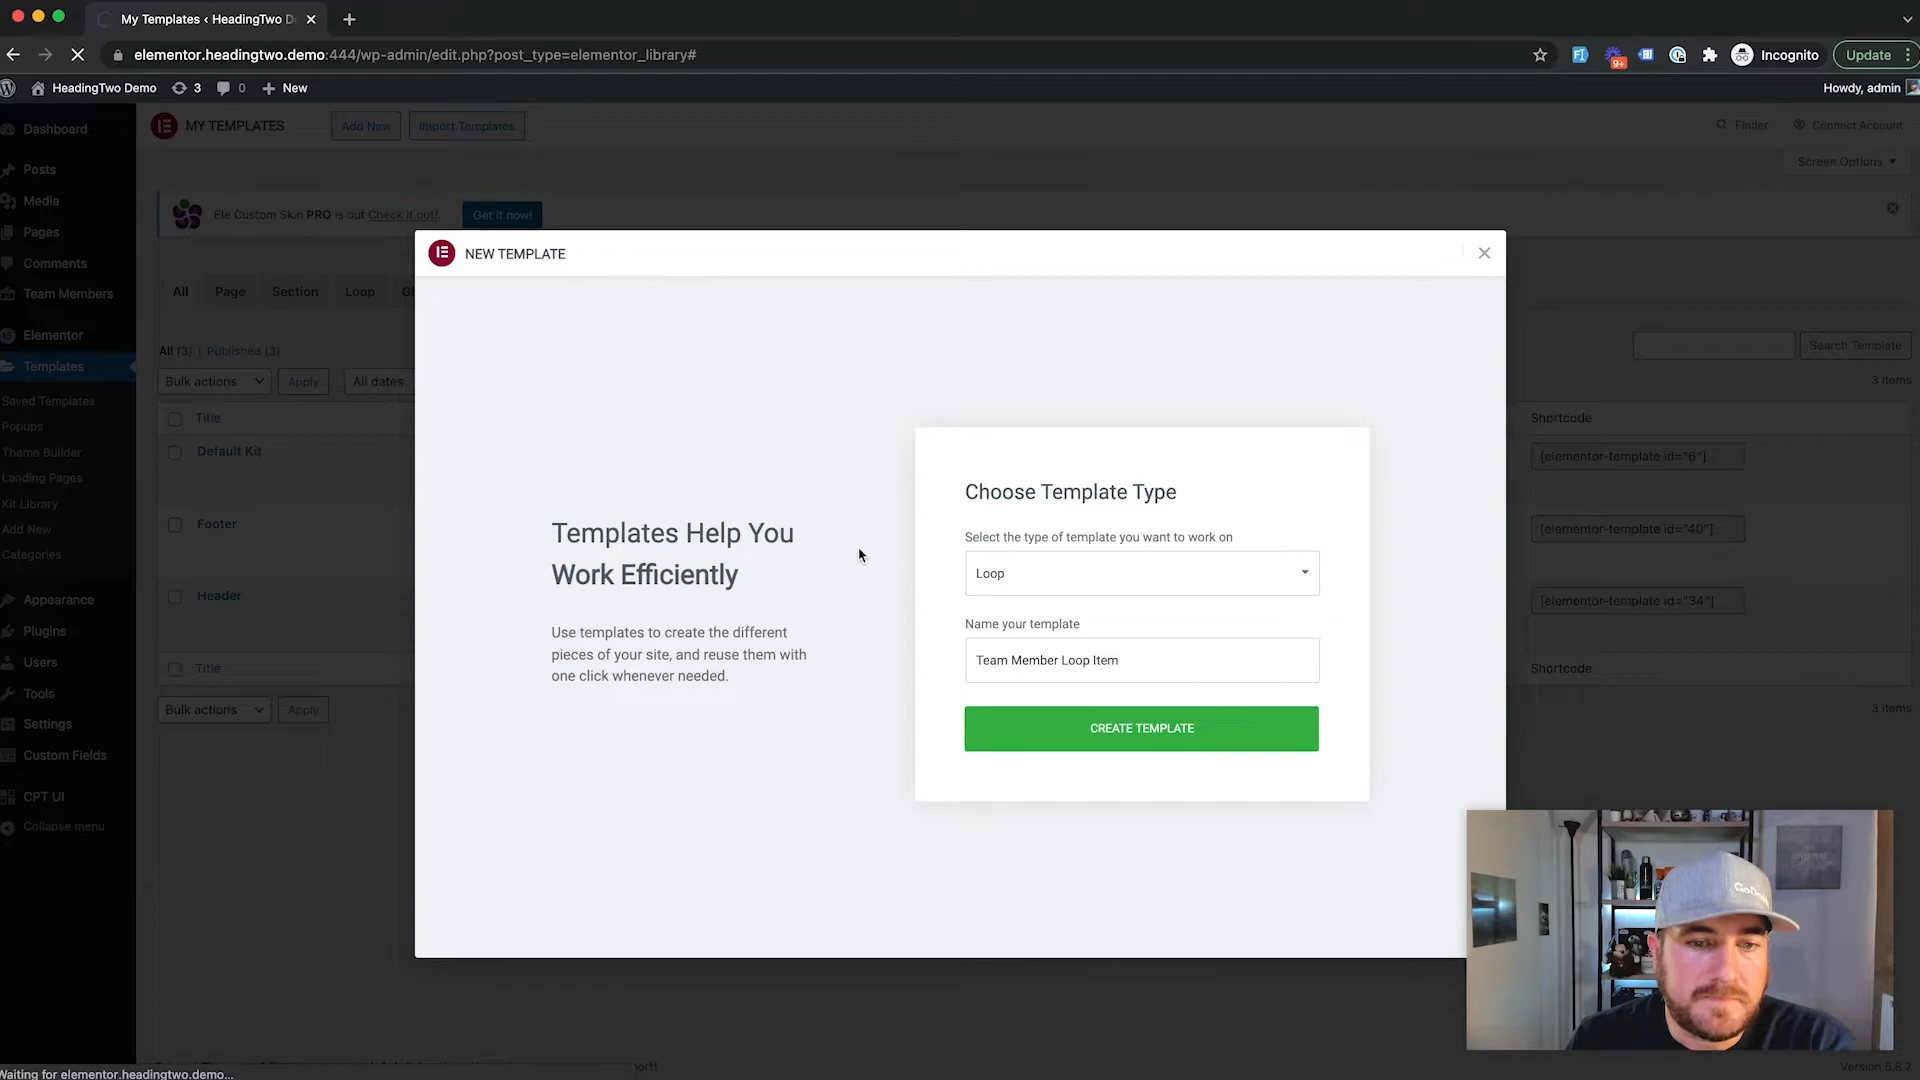 My Templates ‹ HeadingTwo D
elementor.headingtwo.demo:444/wp-admin/edit.php?post_type=elementor_library#
9+
Incognito
Update
HeadingTwo Demo
3
0
New
Howdy, admin
Dashboard
Posts
Media
Pages
Comments
Team Members
Elementor
Templates
Saved Templates
Popups
Theme Builder
Landing Pages
Kit Library
Add New
Categories
Appearance
Plugins
Users
Tools
Settings
Custom Fields
CPT UI
Collapse menu
MY TEMPLATES
Add New
Import Templates
Finder
Connect Account
Screen Options
Ele Custom Skin PRO is out Check it out!.
Get it now!
All
Page
Section
Loop
Gl
All (3) | Published (3)
Search Template
Bulk actions
Apply
All dates
3 items
Title
Shortcode
Default Kit
[elementor-template id="6"]
Footer
[elementor-template id="40"]
Header
[elementor-template id="34"]
Title
Shortcode
Bulk actions
Apply
3 items
NEW TEMPLATE
Templates Help You
Work Efficiently
Use templates to create the different
pieces of your site, and reuse them with
one click whenever needed.
Choose Template Type
Select the type of template you want to work on
Loop
Name your template
Team Member Loop Item
CREATE TEMPLATE
Waiting for elementor.headingtwo.demo...
Version 5.8.2